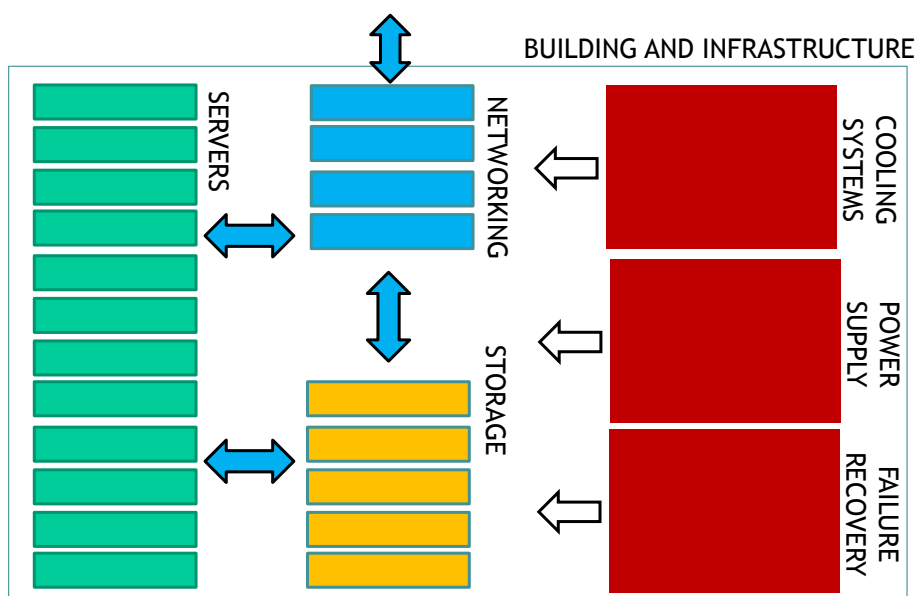 BUILDING AND INFRASTRUCTURE
SERVERS
NETWORKING
STORAGE
COOLING
SYSTEMS
POWER
SUPPLY
FAILURE
RECOVERY